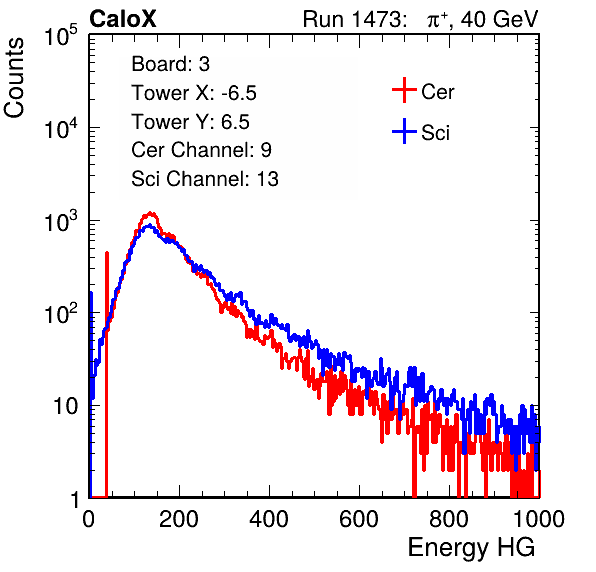 CaloX Run 1473: π⁺, 40 GeV
Counts
Board: 3
Tower X: -6.5
Tower Y: 6.5
Cer Channel: 9
Sci Channel: 13
Cer
Sci
10⁵
10⁴
10³
10²
10
1
0 200 400 600 800 1000
Energy HG